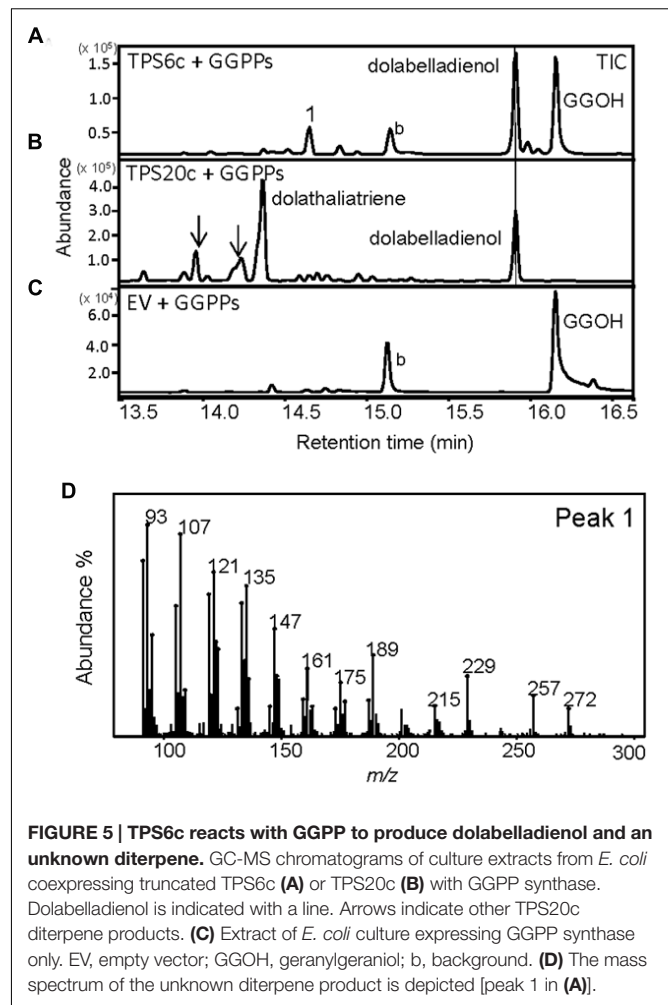 A
(x 10⁵)
TPS6c + GGPPs
dolabelladienol
TIC
1.5
1.0
GGOH
0.5
1
b
B
(x 10⁵)
TPS20c + GGPPs
4.0
dolathaliatriene
3.0
dolabelladienol
2.0
1.0
Abundance
C
(x 10⁴)
EV + GGPPs
6.0
GGOH
4.0
b
2.0
13.5 14.0 14.5 15.0 15.5 16.0 16.5
Retention time (min)
D
Peak 1
93
107
121
135
147
161
175
189
215
229
257
272
Abundance %
100 150 200 250 300
m/z
FIGURE 5 | TPS6c reacts with GGPP to produce dolabelladienol and an
unknown diterpene. GC-MS chromatograms of culture extracts from E. coli
coexpressing truncated TPS6c (A) or TPS20c (B) with GGPP synthase.
Dolabelladienol is indicated with a line. Arrows indicate other TPS20c
diterpene products. (C) Extract of E. coli culture expressing GGPP synthase
only. EV, empty vector; GGOH, geranylgeraniol; b, background. (D) The mass
spectrum of the unknown diterpene product is depicted [peak 1 in (A)].